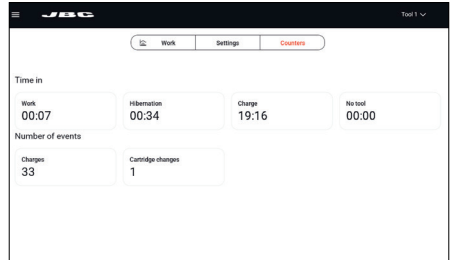 JBC
Tool 1
Work Settings Counters
Time in
Work Hibernation Charge No tool
00:07 00:34 19:16 00:00
Number of events
Charges Cartridge changes
33 1